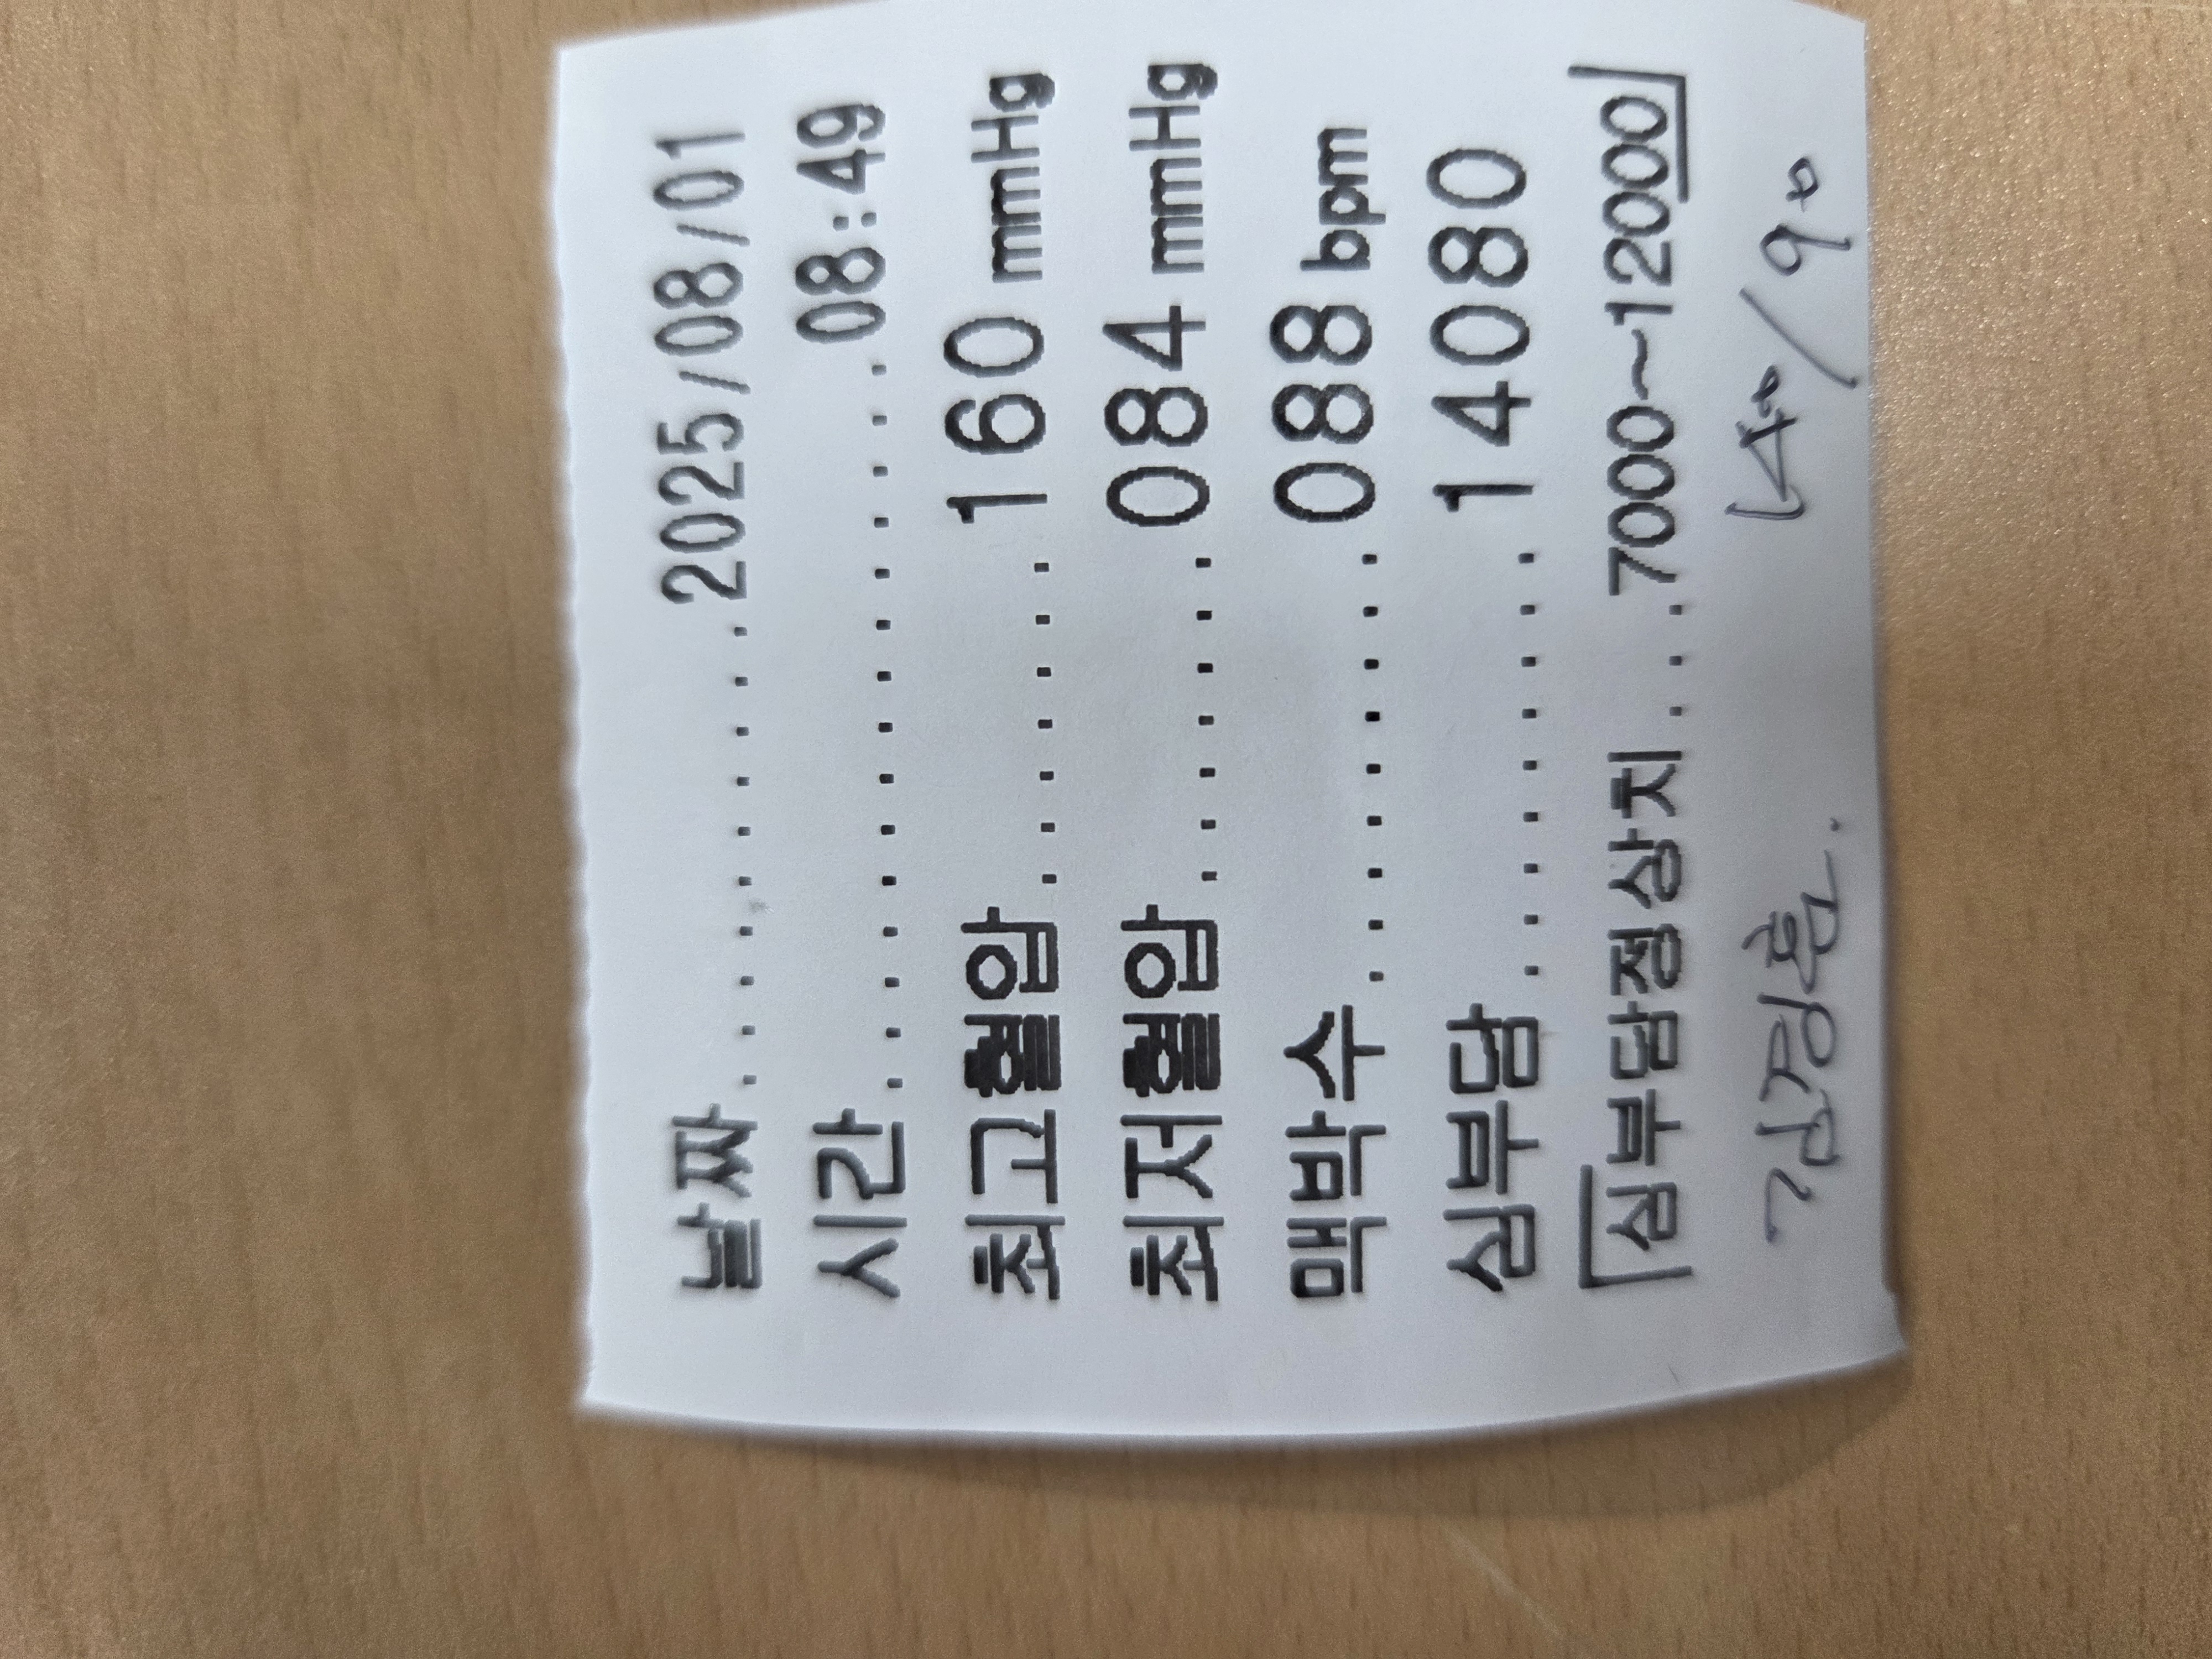 날짜..........2025/08/01
시간...............08:49
최고혈압.......160 mmHg
최저혈압.......084 mmHg
맥박수.........088 bpm
심부담.........14080
「심부담정상치...7000~12000」
140/90